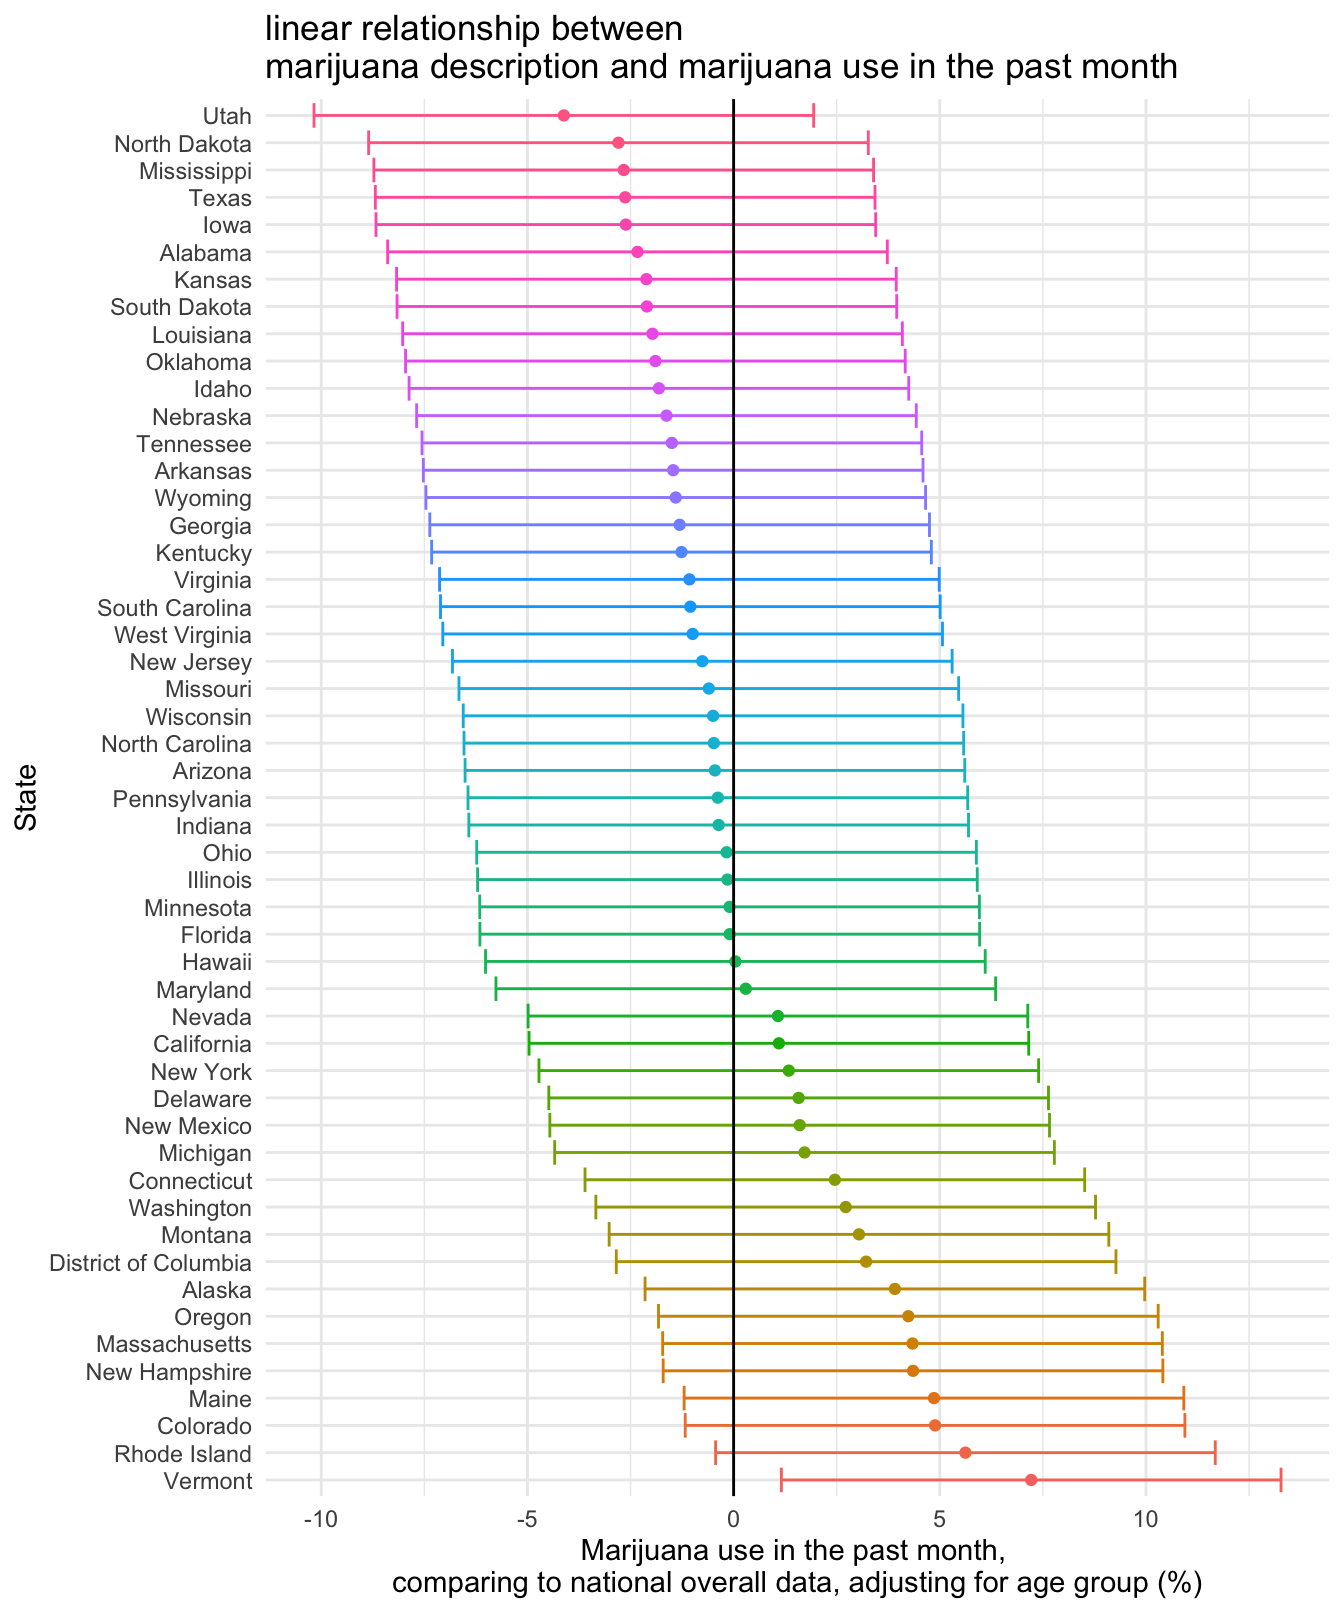 linear relationship between
marijuana description and marijuana use in the past month
Utah
North Dakota
Mississippi
Texas
Iowa
Alabama
Kansas
South Dakota
Louisiana
Oklahoma
Idaho
Nebraska
Tennessee
Arkansas
Wyoming
Georgia
Kentucky
Virginia
South Carolina
West Virginia
New Jersey
Missouri
Wisconsin
North Carolina
Arizona
Pennsylvania
Indiana
Ohio
Illinois
Minnesota
Florida
Hawaii
Maryland
Nevada
California
New York
Delaware
New Mexico
Michigan
Connecticut
Washington
Montana
District of Columbia
Alaska
Oregon
Massachusetts
New Hampshire
Maine
Colorado
Rhode Island
Vermont
State
-10 -5 0 5 10
Marijuana use in the past month,
comparing to national overall data, adjusting for age group (%)